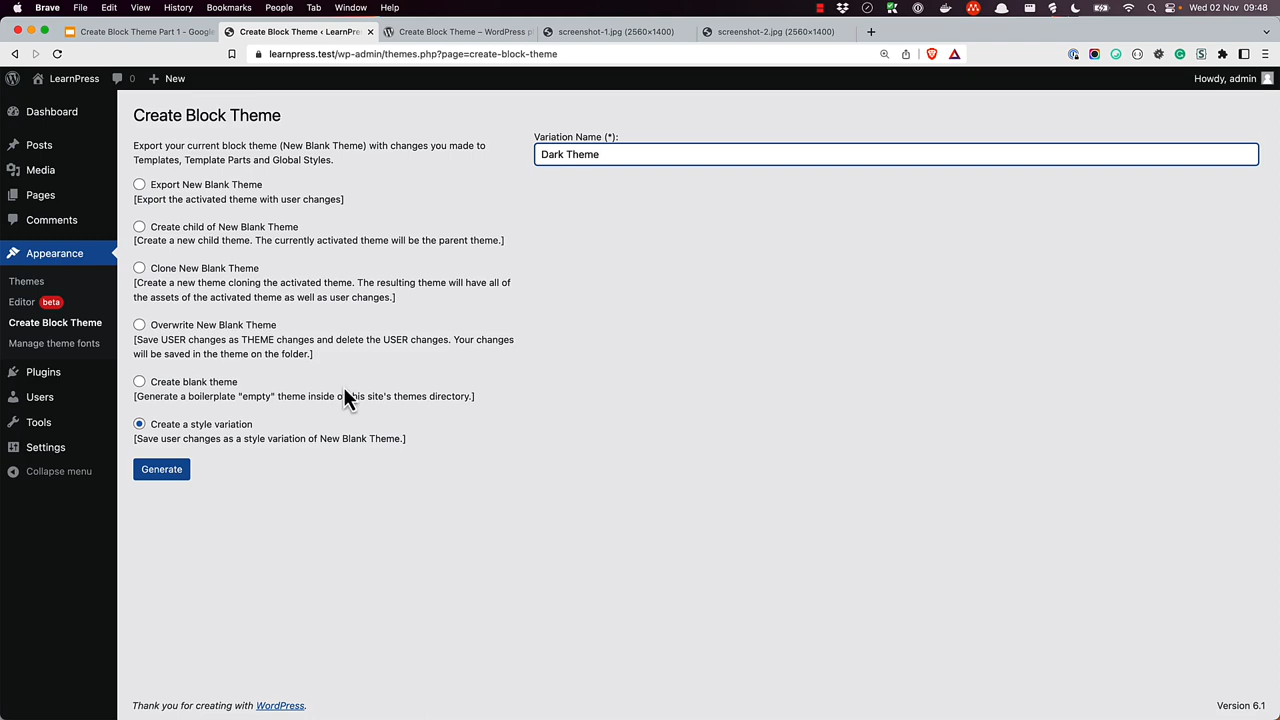 Brave File Edit View History Bookmarks People Tab Window Help Wed 02 Nov 09:48
Create Block Theme Part 1 - Google
Create Block Theme ‹ LearnPres
Create Block Theme – WordPress p
screenshot-1.jpg (2560×1400)
screenshot-2.jpg (2560×1400)
learnpress.test/wp-admin/themes.php?page=create-block-theme
LearnPress 0 New Howdy, admin
Dashboard
Posts
Media
Pages
Comments
Appearance
Themes
Editor beta
Create Block Theme
Manage theme fonts
Plugins
Users
Tools
Settings
Collapse menu
Create Block Theme
Export your current block theme (New Blank Theme) with changes you made to
Templates, Template Parts and Global Styles.
Export New Blank Theme
[Export the activated theme with user changes]
Create child of New Blank Theme
[Create a new child theme. The currently activated theme will be the parent theme.]
Clone New Blank Theme
[Create a new theme cloning the activated theme. The resulting theme will have all of
the assets of the activated theme as well as user changes.]
Overwrite New Blank Theme
[Save USER changes as THEME changes and delete the USER changes. Your changes
will be saved in the theme on the folder.]
Create blank theme
[Generate a boilerplate "empty" theme inside site's themes directory.]
Create a style variation
[Save user changes as a style variation of New Blank Theme.]
Generate
Variation Name (*):
Dark Theme
Thank you for creating with WordPress.
Version 6.1